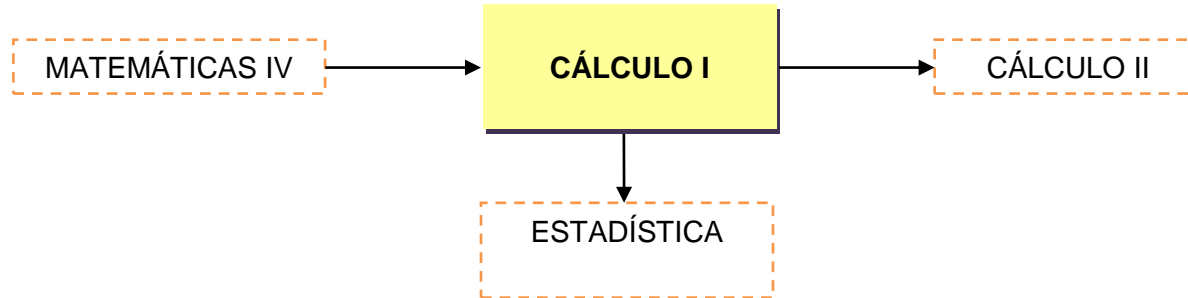 MATEMÁTICAS IV
CÁLCULO I
CÁLCULO II
ESTADÍSTICA